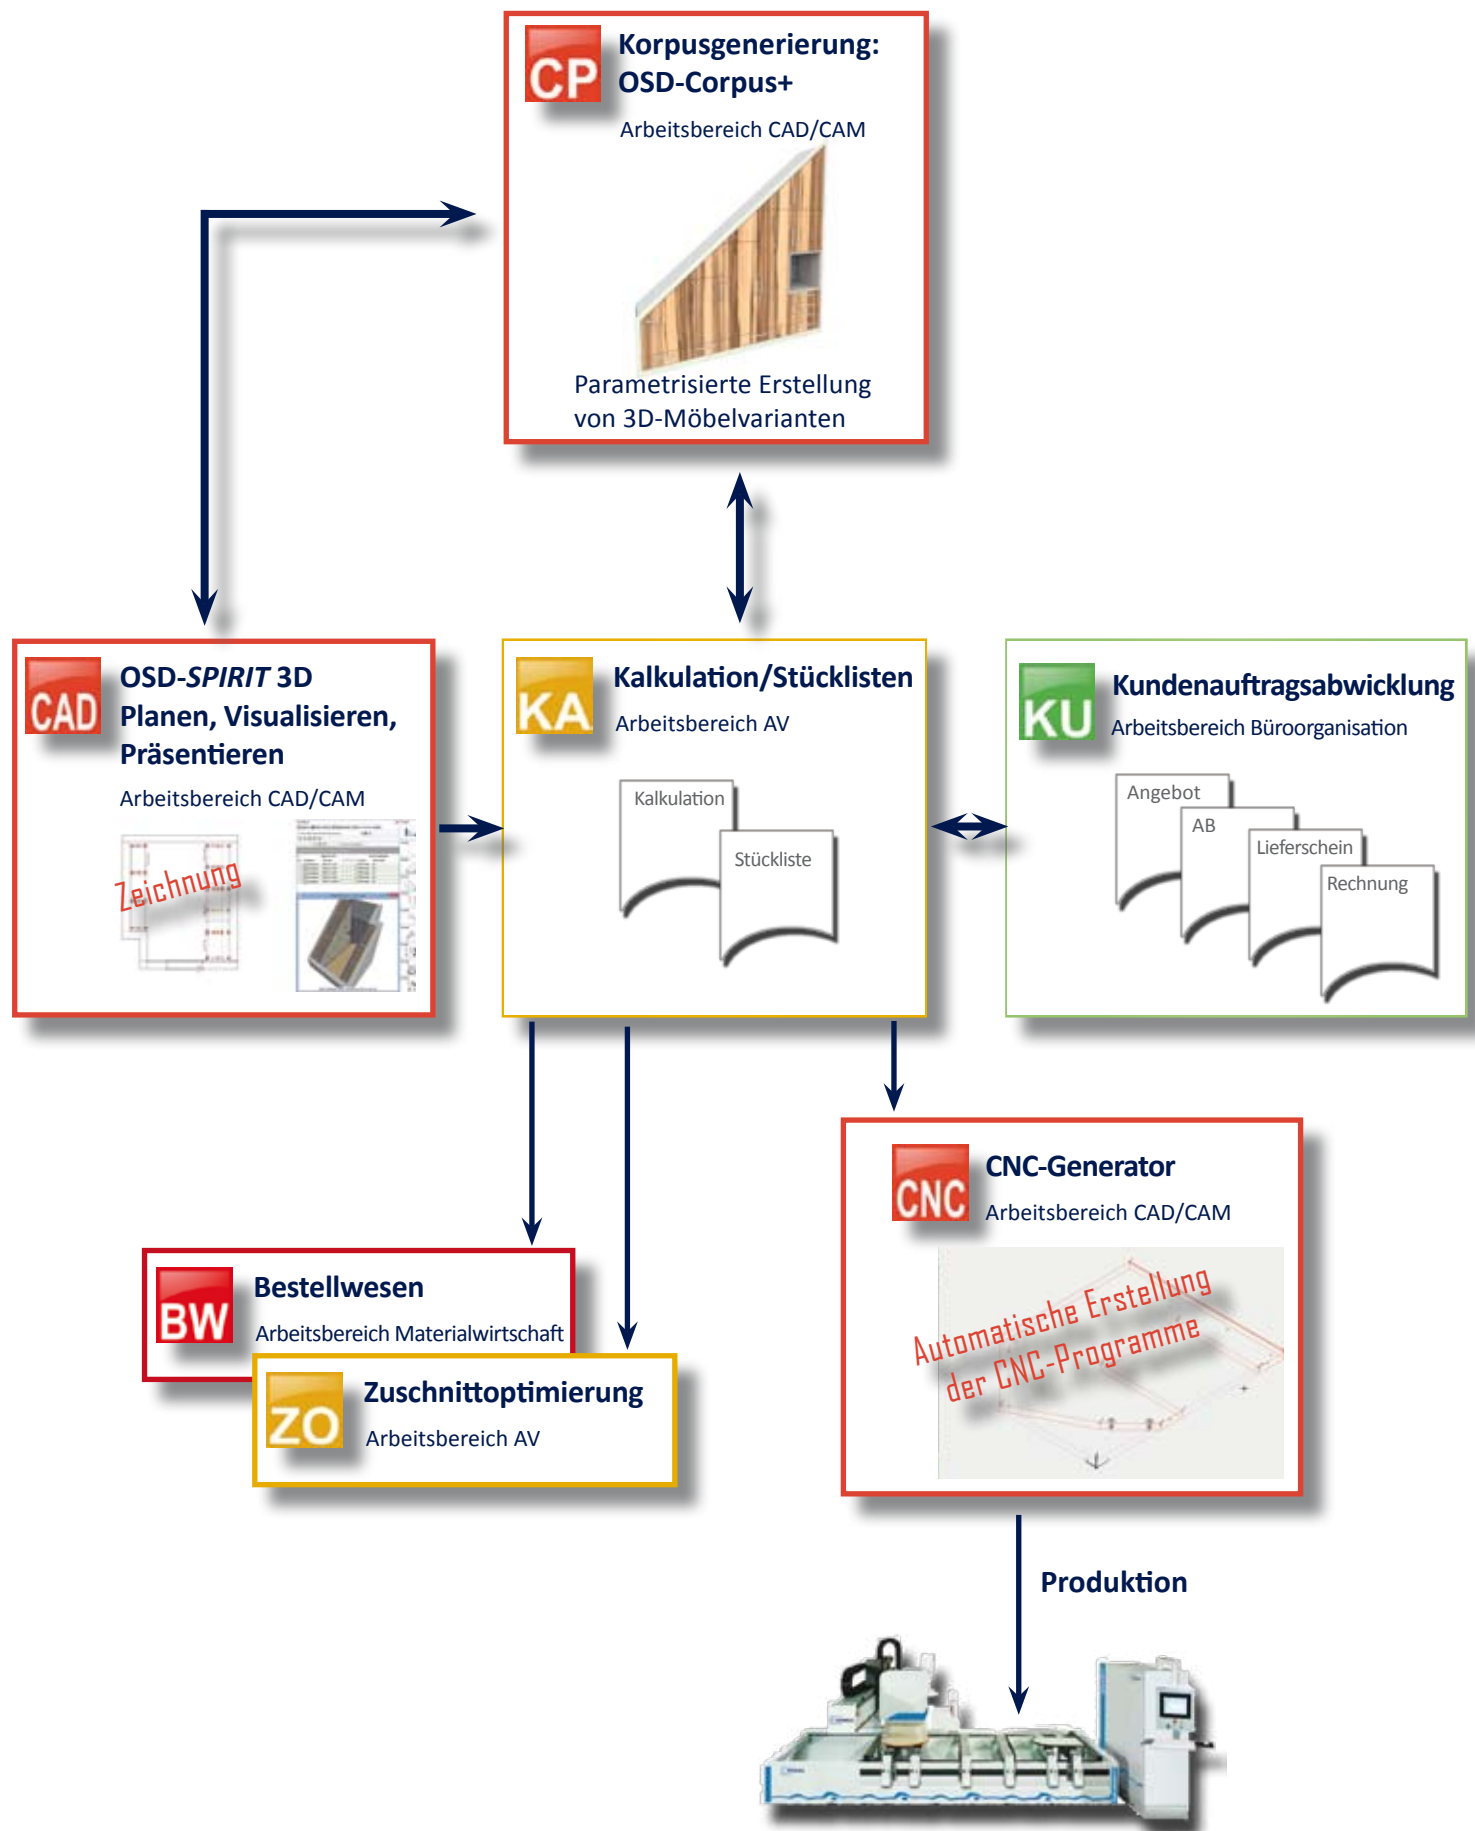 CP
Korpusgenerierung:
OSD-Corpus+
Arbeitsbereich CAD/CAM
Parametrisierte Erstellung
von 3D-Möbelvarianten
CAD
OSD-SPIRIT 3D
Planen, Visualisieren,
Präsentieren
Arbeitsbereich CAD/CAM
Zeichnung
KA
Kalkulation/Stücklisten
Arbeitsbereich AV
Kalkulation
Stückliste
KU
Kundenauftragsabwicklung
Arbeitsbereich Büroorganisation
Angebot
AB
Lieferschein
Rechnung
BW
Bestellwesen
Arbeitsbereich Materialwirtschaft
ZO
Zuschnittoptimierung
Arbeitsbereich AV
CNC
CNC-Generator
Arbeitsbereich CAD/CAM
Automatische Erstellung
der CNC-Programme
Produktion